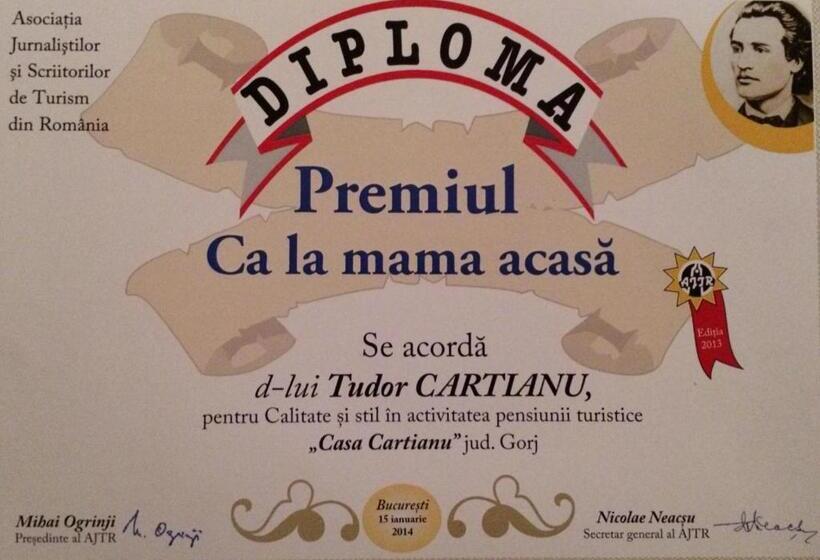 Asociația
Jurnaliștilor
și Scriitorilor
de Turism
din România
DIPLOMA
Premiul
Ca la mama acasă
AJTR
Ediția
2013
Se acordă
d-lui Tudor CARTIANU,
pentru Calitate și stil în activitatea pensiunii turistice
„Casa Cartianu” jud. Gorj
Mihai Ogrinji
Președinte al AJTR
M. Ogrinji
București
15 ianuarie
2014
Nicolae Neacșu
Secretar general al AJTR